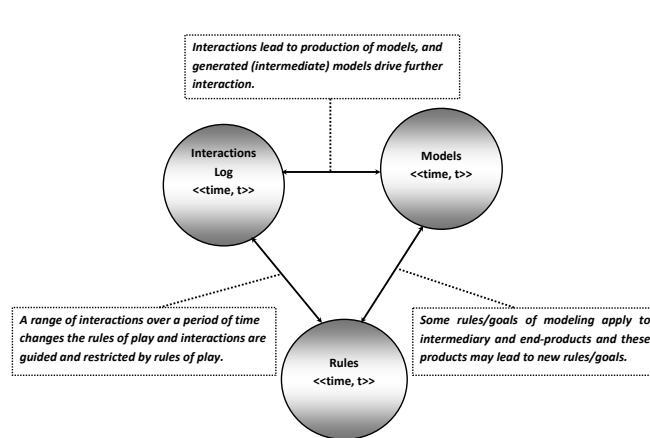 Interactions lead to production of models, and
generated (intermediate) models drive further
interaction.
Interactions
Log
<<time, t>>
Models
<<time, t>>
A range of interactions over a period of time
changes the rules of play and interactions are
guided and restricted by rules of play.
Some rules/goals of modeling apply to
intermediary and end-products and these
products may lead to new rules/goals.
Rules
<<time, t>>